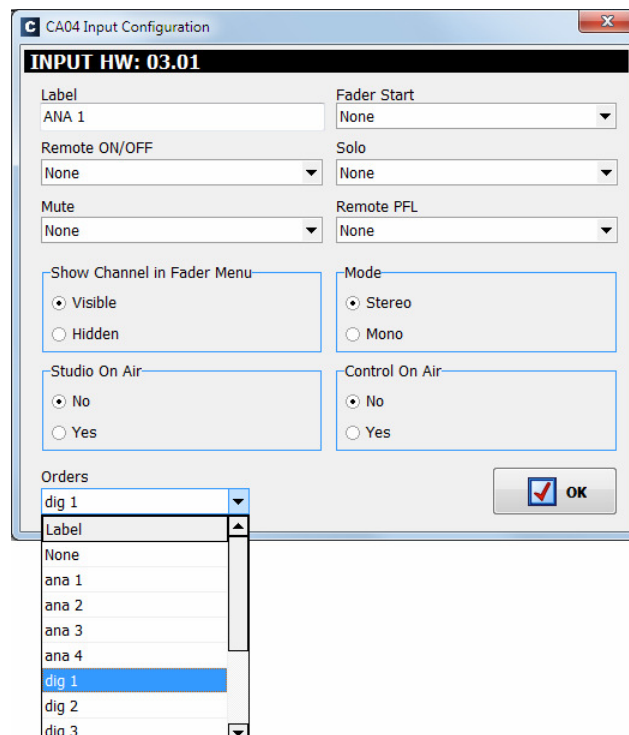 C CA04 Input Configuration
INPUT HW: 03.01
Label
ANA 1
Fader Start
None
Remote ON/OFF
None
Solo
None
Mute
None
Remote PFL
None
Show Channel in Fader Menu
Visible
Hidden
Mode
Stereo
Mono
Studio On Air
No
Yes
Control On Air
No
Yes
Orders
dig 1
OK
Label
None
ana 1
ana 2
ana 3
ana 4
dig 1
dig 2
dig 3